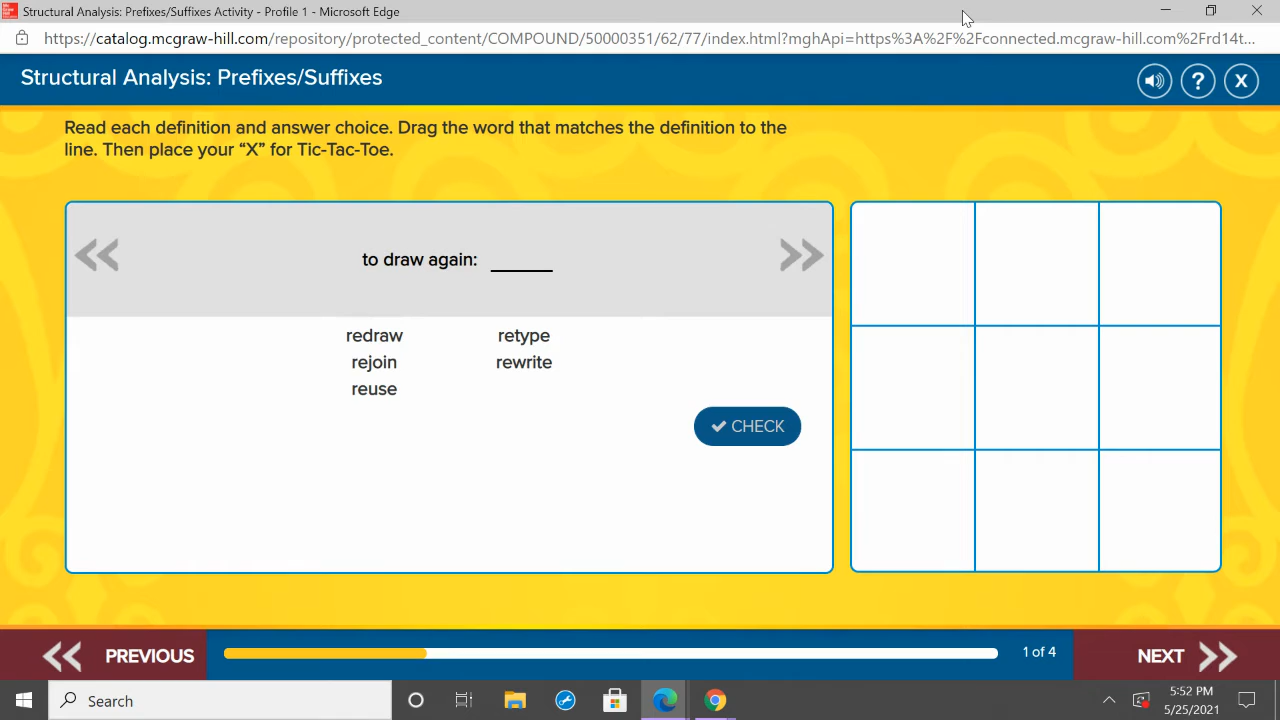 Structural Analysis: Prefixes/Suffixes Activity - Profile 1 - Microsoft Edge
https://catalog.mcgraw-hill.com/repository/protected_content/COMPOUND/50000351/62/77/index.html?mghApi=https%3A%2F%2Fconnected.mcgraw-hill.com%2Frd14t...
Structural Analysis: Prefixes/Suffixes
?
X
Read each definition and answer choice. Drag the word that matches the definition to the
line. Then place your “X” for Tic-Tac-Toe.
to draw again: ______
redraw retype
rejoin rewrite
reuse
CHECK
PREVIOUS
1 of 4
NEXT
Search
5:52 PM
5/25/2021